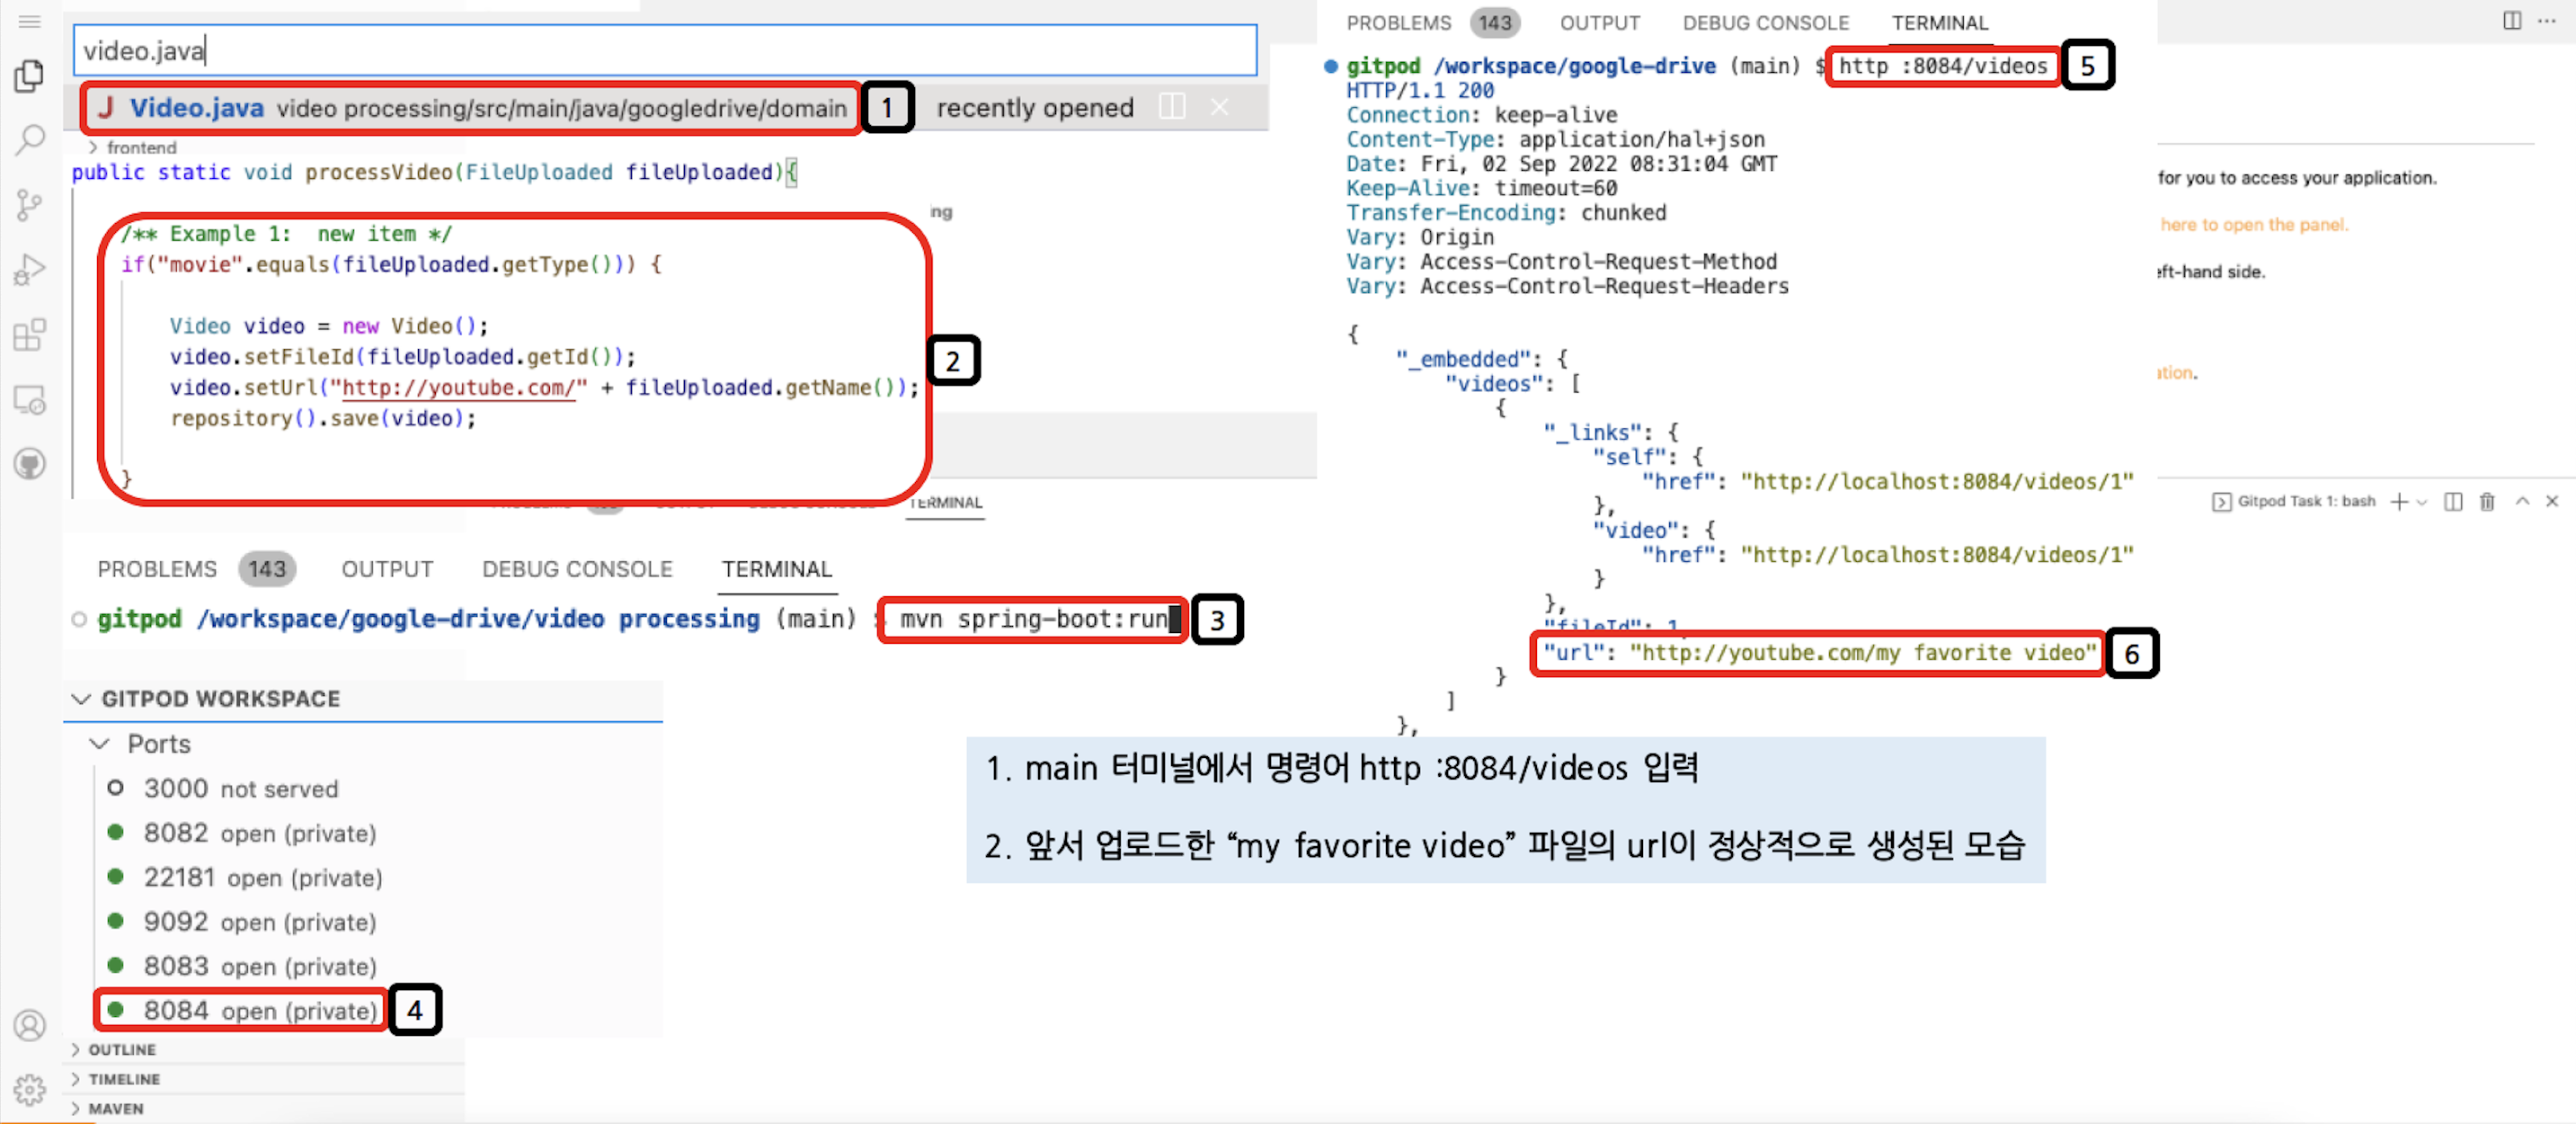 video.java
J Video.java video processing/src/main/java/googledrive/domain 1 recently opened
frontend
public static void processVideo(FileUploaded fileUploaded){
ing
/** Example 1:  new item */
if("movie".equals(fileUploaded.getType())) {
Video video = new Video();
video.setFileId(fileUploaded.getId());
video.setUrl("http://youtube.com/" + fileUploaded.getName());
repository().save(video);
}
2
TERMINAL
PROBLEMS 143 OUTPUT DEBUG CONSOLE TERMINAL
gitpod /workspace/google-drive/video processing (main) $ mvn spring-boot:run 3
GITPOD WORKSPACE
Ports
3000 not served
8082 open (private)
22181 open (private)
9092 open (private)
8083 open (private)
8084 open (private) 4
OUTLINE
TIMELINE
MAVEN
PROBLEMS 143 OUTPUT DEBUG CONSOLE TERMINAL
gitpod /workspace/google-drive (main) $ http :8084/videos 5
HTTP/1.1 200
Connection: keep-alive
Content-Type: application/hal+json
Date: Fri, 02 Sep 2022 08:31:04 GMT
Keep-Alive: timeout=60
Transfer-Encoding: chunked
Vary: Origin
Vary: Access-Control-Request-Method
Vary: Access-Control-Request-Headers
{
"_embedded": {
"videos": [
{
"_links": {
"self": {
"href": "http://localhost:8084/videos/1"
},
"video": {
"href": "http://localhost:8084/videos/1"
}
},
"fileId": 1,
"url": "http://youtube.com/my favorite video" 6
}
]
},
for you to access your application.
here to open the panel.
eft-hand side.
ation.
Gitpod Task 1: bash
1. main 터미널에서 명령어 http :8084/videos 입력
2. 앞서 업로드한 “my favorite video” 파일의 url이 정상적으로 생성된 모습